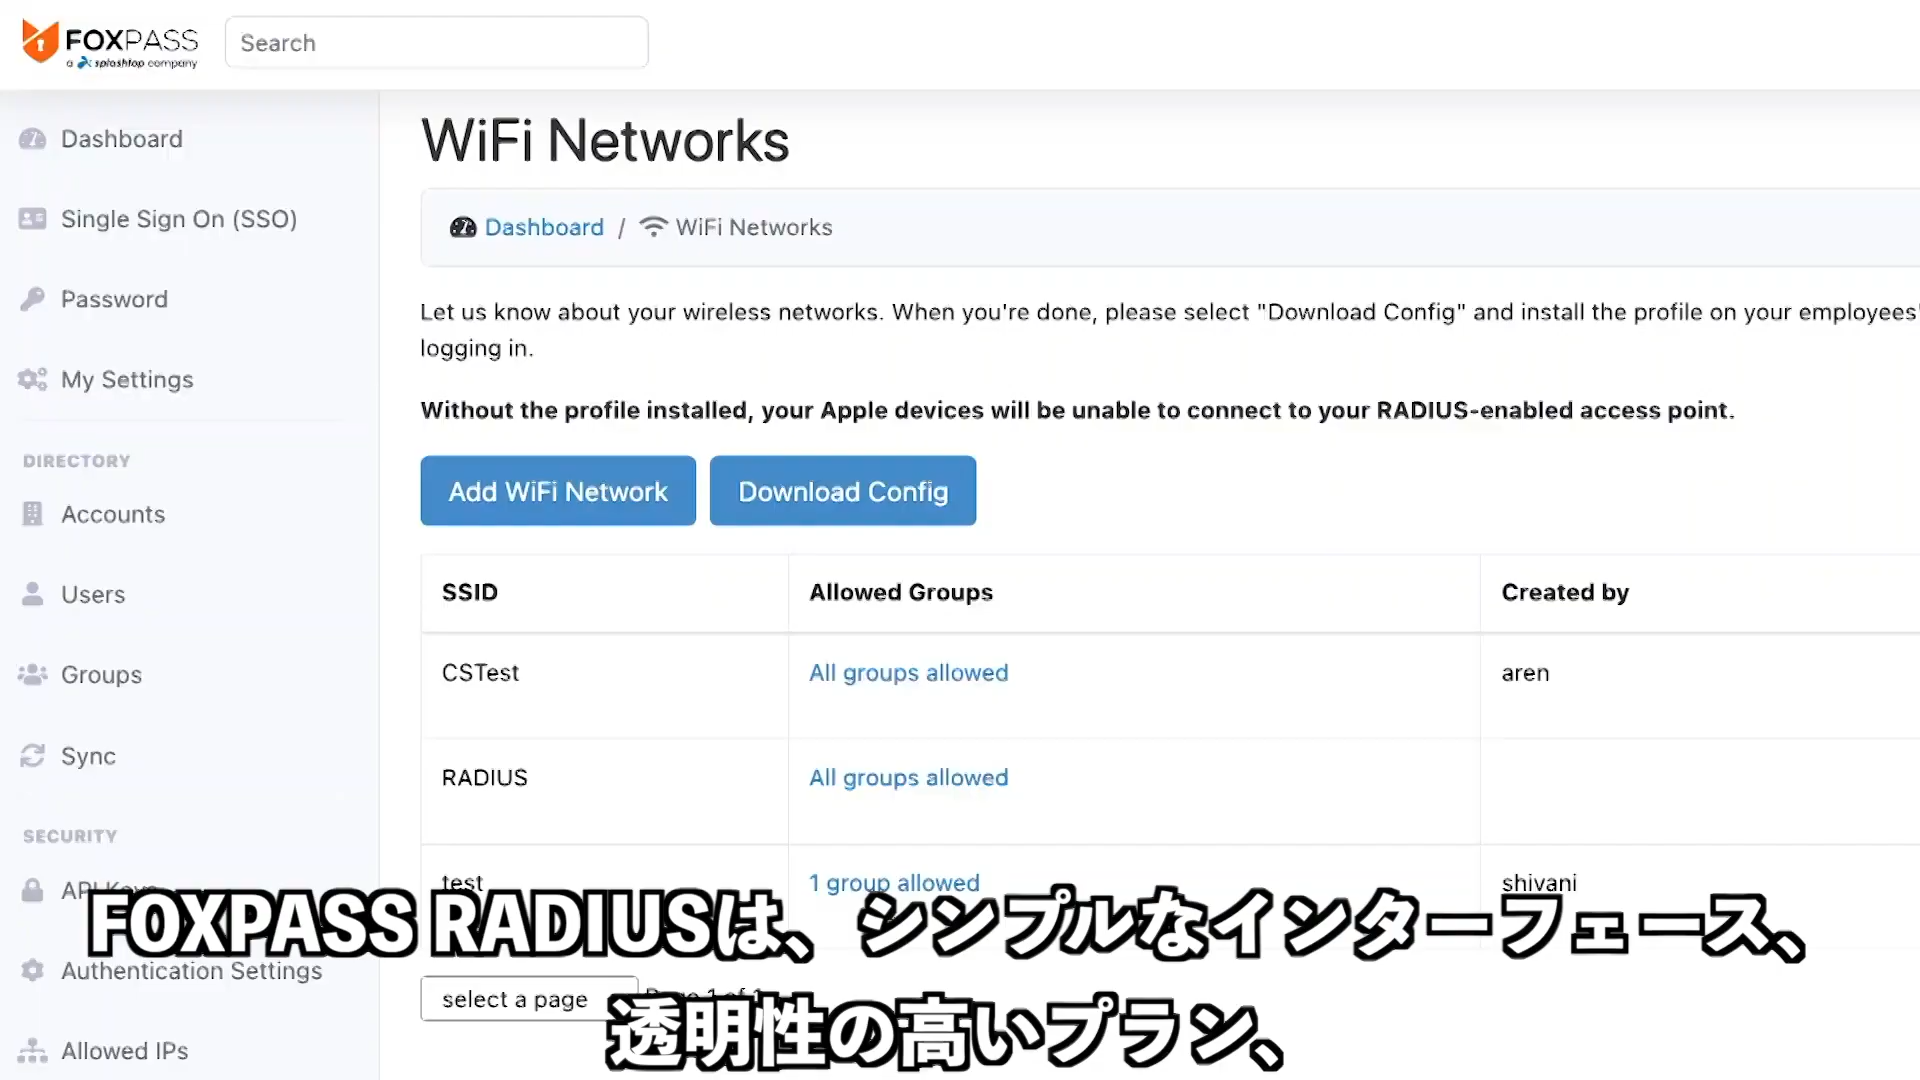 FOXPASS
a splashtop company
Search
Dashboard
Single Sign On (SSO)
Password
My Settings
DIRECTORY
Accounts
Users
Groups
Sync
SECURITY
API Keys
Authentication Settings
Allowed IPs
WiFi Networks
Dashboard / WiFi Networks
Let us know about your wireless networks. When you're done, please select "Download Config" and install the profile on your employees'
logging in.
Without the profile installed, your Apple devices will be unable to connect to your RADIUS-enabled access point.
Add WiFi Network
Download Config
SSID Allowed Groups Created by
CSTest All groups allowed aren
RADIUS All groups allowed
test 1 group allowed shivani
select a page
FOXPASS RADIUSは、シンプルなインターフェース、
透明性の高いプラン、